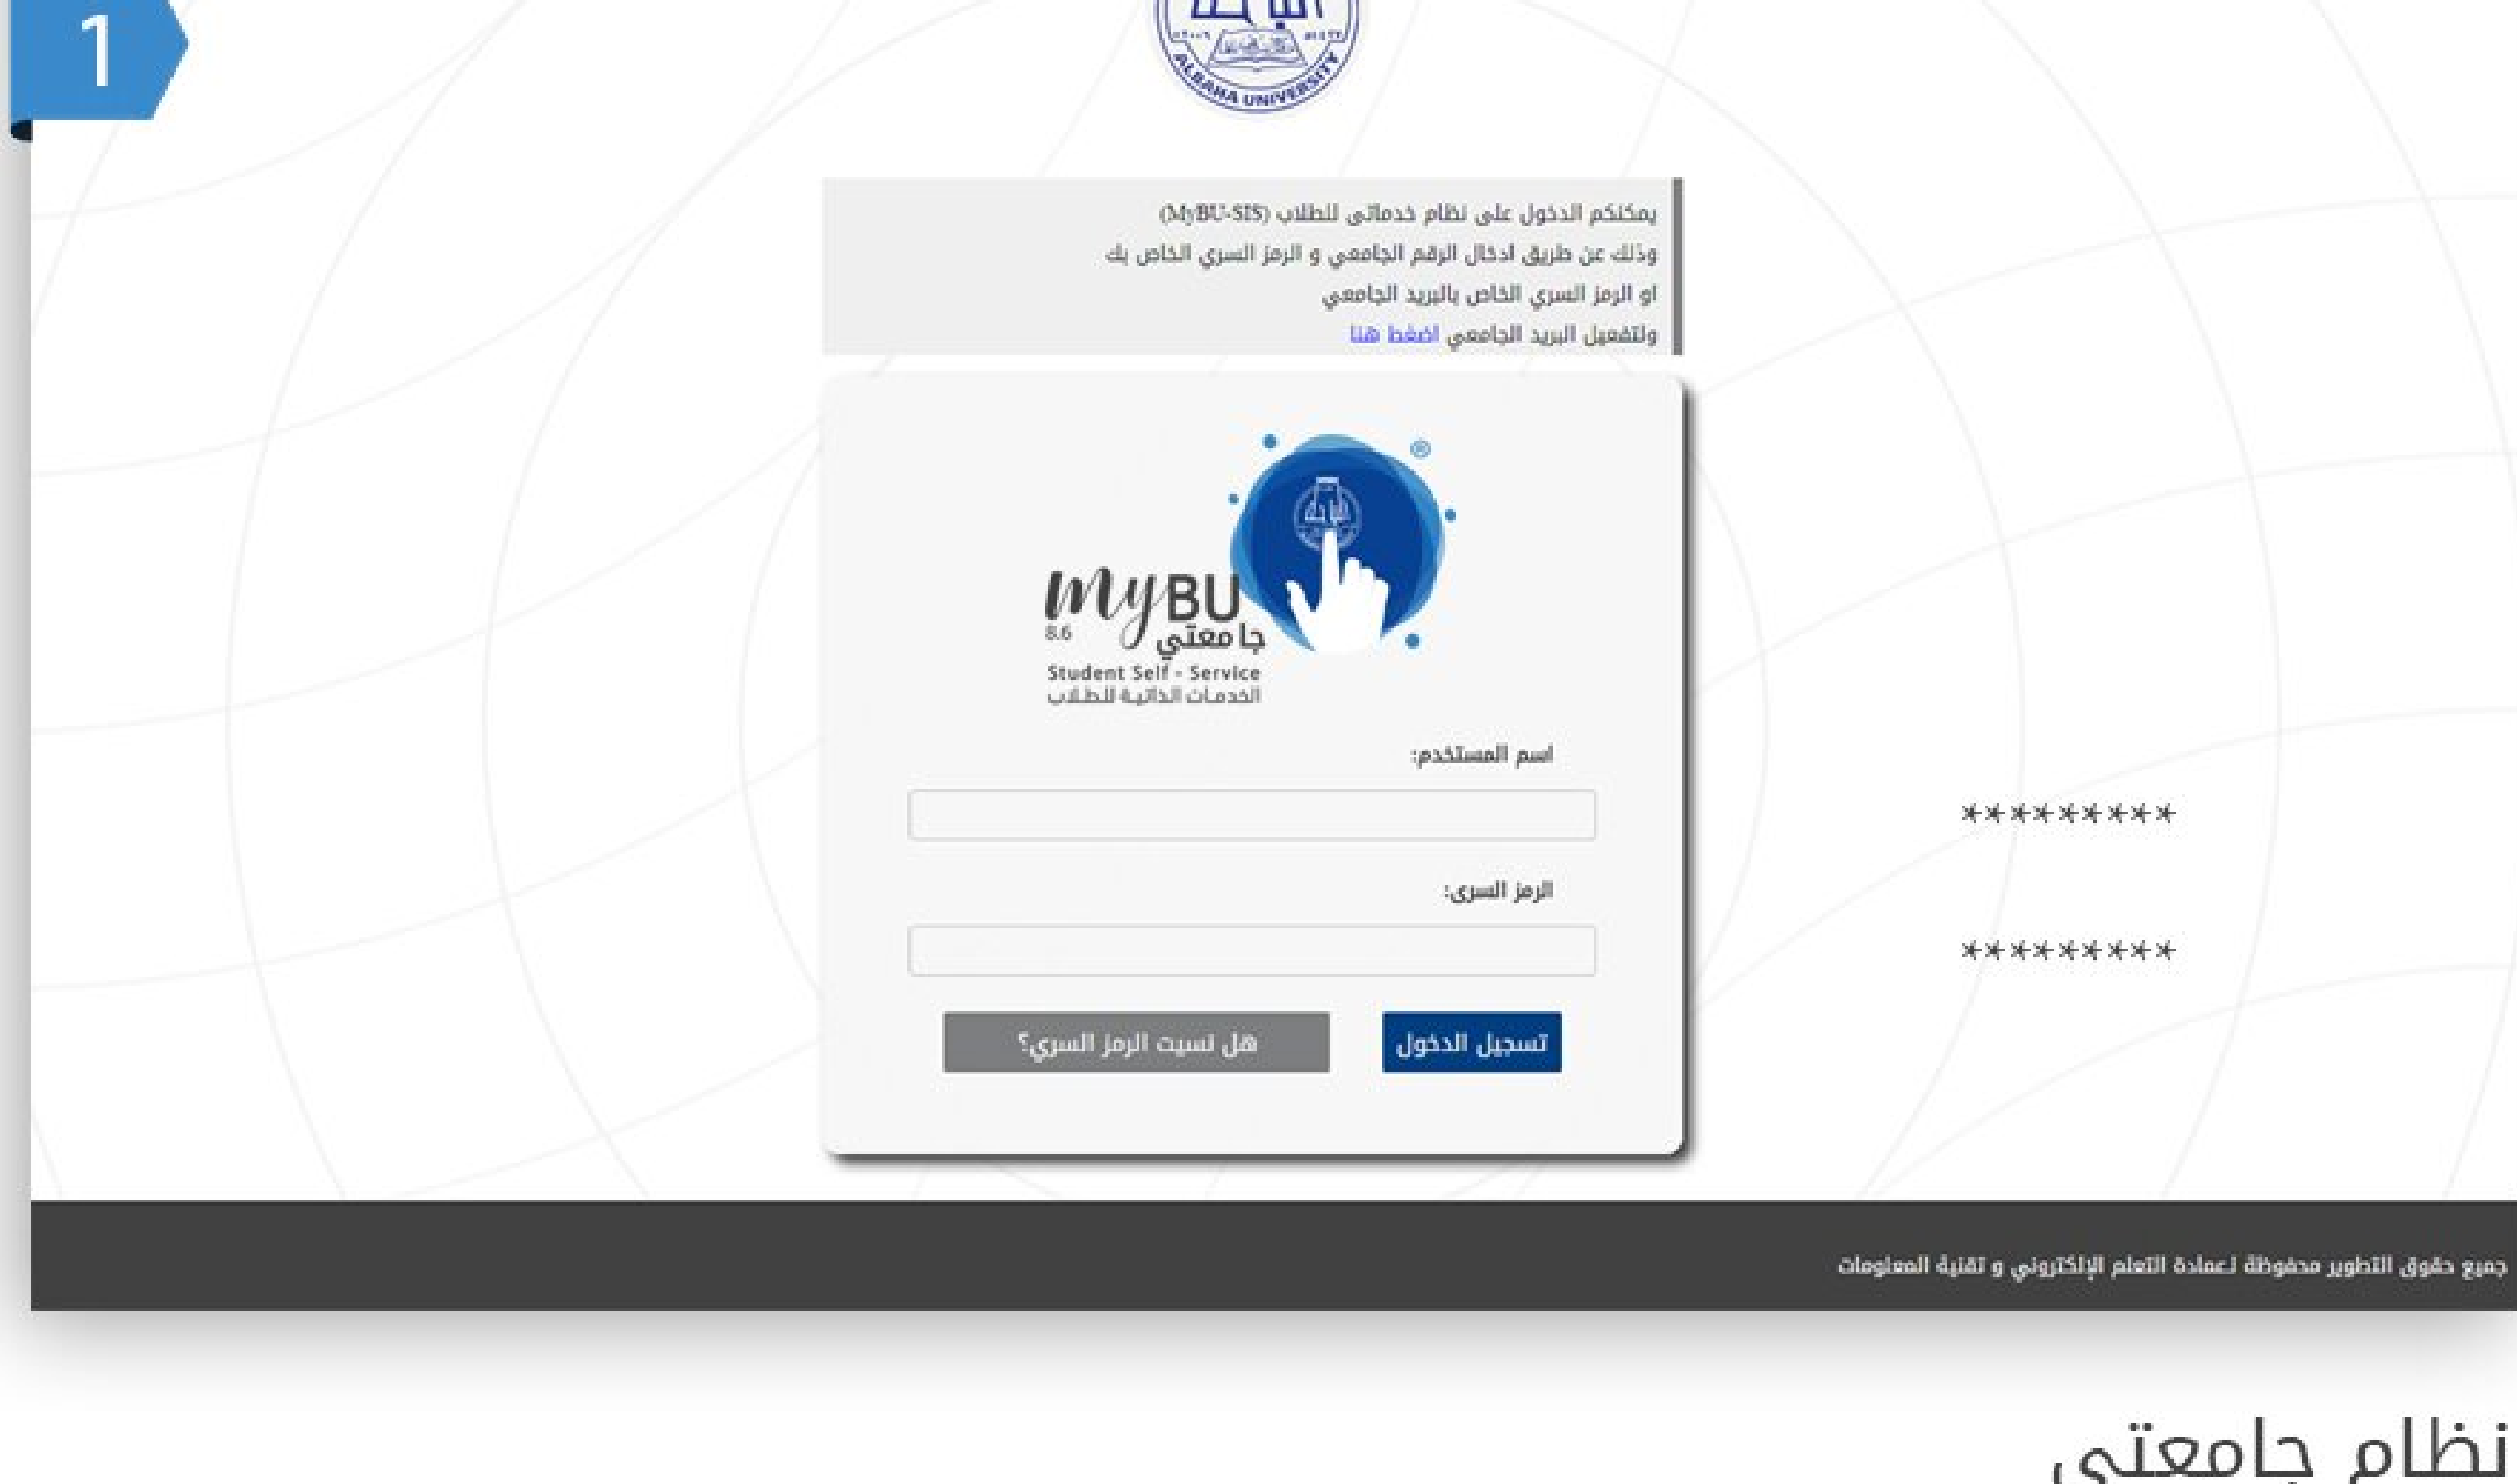 1
ALBAHA UNIVERSITY
يمكنكم الدخول على نظام خدماتى للطلاب (MyBU-SIS)
وذلك عن طريق ادخال الرقم الجامعي و الرمز السري الخاص بك
او الرمز السري الخاص بالبريد الجامعي
ولتفعيل البريد الجامعي اضغط هنا
®
الباحة
myBU
8.6
جامعتي
Student Self - Service
الخدمات الذاتية للطلاب
اسم المستخدم:
*********
الرمز السرى:
*********
تسجيل الدخول
هل نسيت الرمز السري؟
جميع حقوق التطوير محفوظة لعمادة التعلم الإلكتروني و تقنية المعلومات
نظام جامعتي